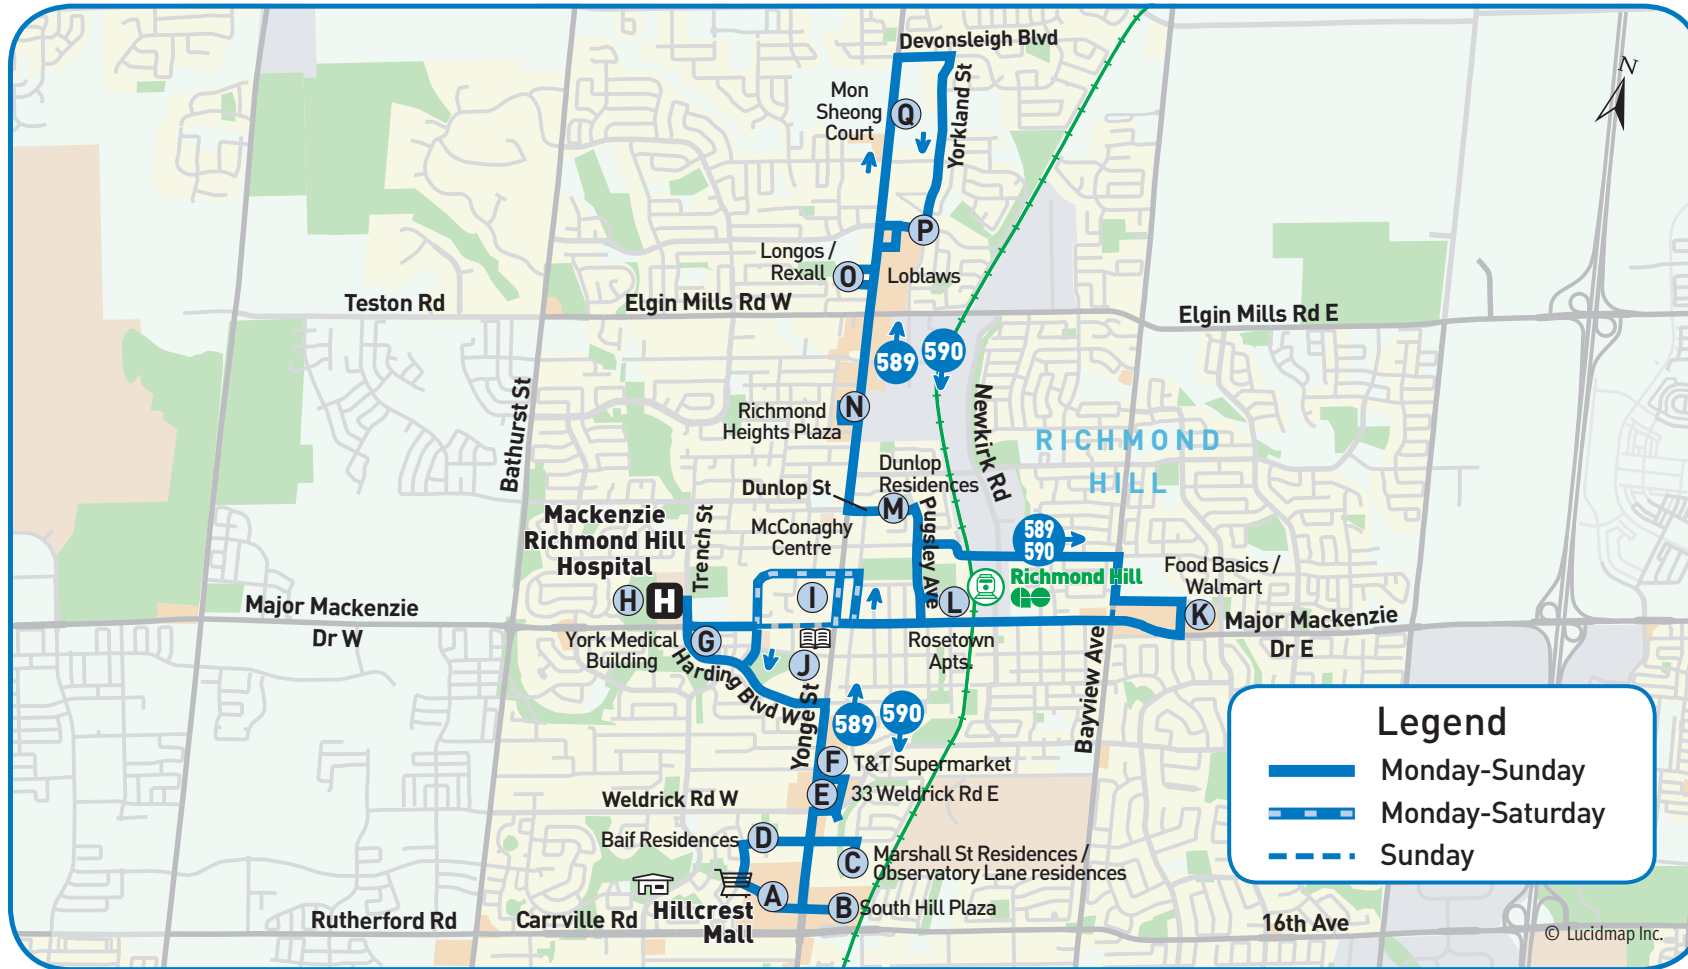 Devonsleigh Blvd
N
Mon
Sheong
Court
Q
Yorkland St
P
Longos /
Rexall
O
Loblaws
Teston Rd
Elgin Mills Rd W
Elgin Mills Rd E
589
590
Bathurst St
Richmond
Heights Plaza
N
Newkirk Rd
RICHMOND
HILL
Dunlop
Residences
Dunlop St
M
Mackenzie
Richmond Hill
Hospital
Trench St
McConaghy
Centre
Pugsley Ave
589
590
Richmond Hill
GO
Food Basics /
Walmart
H
H
I
L
K
Major Mackenzie
Dr W
Major Mackenzie
Dr E
York Medical
Building
G
J
Rosetown
Apts.
Harding Blvd W
Yonge St
Bayview Ave
589
590
F
T&T Supermarket
Weldrick Rd W
E
33 Weldrick Rd E
Baif Residences
D
C
Marshall St Residences /
Observatory Lane residences
A
B
South Hill Plaza
Hillcrest
Mall
Rutherford Rd
Carrville Rd
16th Ave
Legend
Monday-Sunday
Monday-Saturday
Sunday
© Lucidmap Inc.